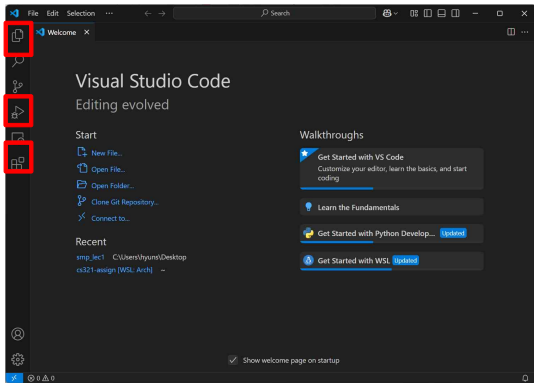 File Edit Selection ··· Search
Welcome
Visual Studio Code
Editing evolved
Start
New File...
Open File...
Open Folder...
Clone Git Repository...
Connect to...
Recent
smp_lec1 C:\Users\hyuns\Desktop
cs321-assign [WSL: Arch] ~
Walkthroughs
Get Started with VS Code
Customize your editor, learn the basics, and start
coding
Learn the Fundamentals
Get Started with Python Develop... Updated
Get Started with WSL Updated
Show welcome page on startup
0 0